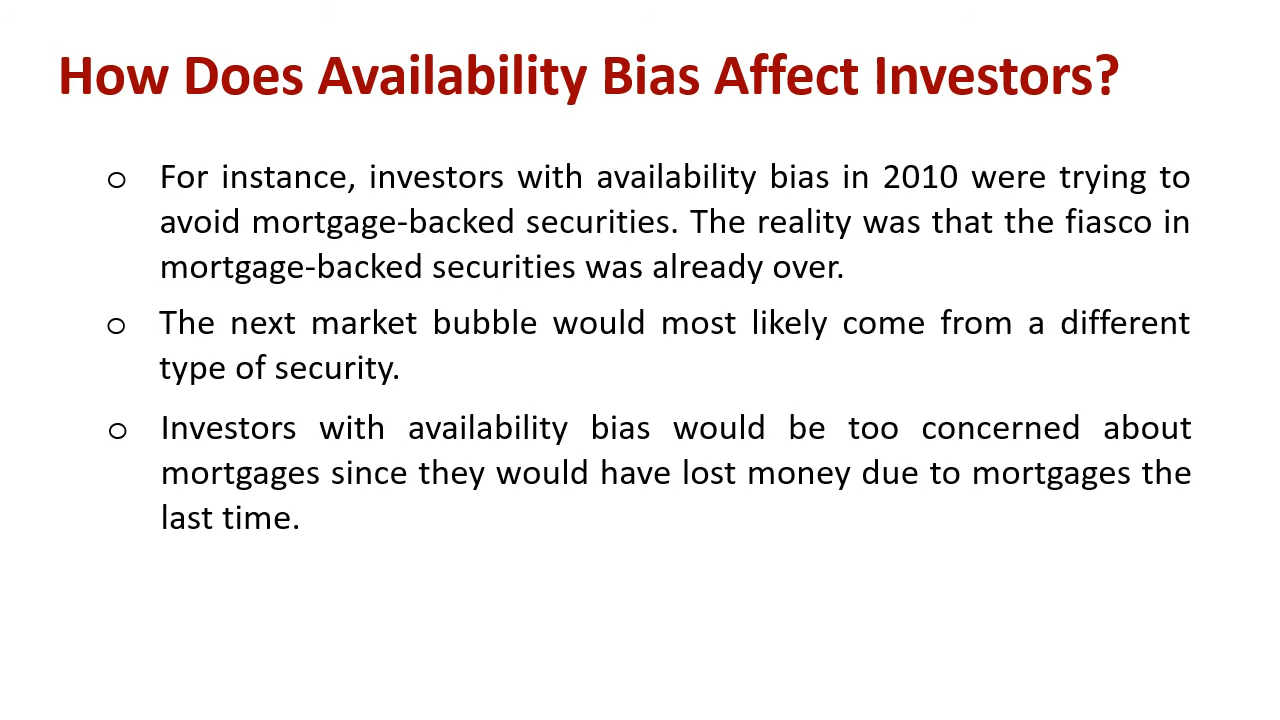 How Does Availability Bias Affect Investors?
o For instance, investors with availability bias in 2010 were trying to
avoid mortgage-backed securities. The reality was that the fiasco in
mortgage-backed securities was already over.
o The next market bubble would most likely come from a different
type of security.
o Investors with availability bias would be too concerned about
mortgages since they would have lost money due to mortgages the
last time.